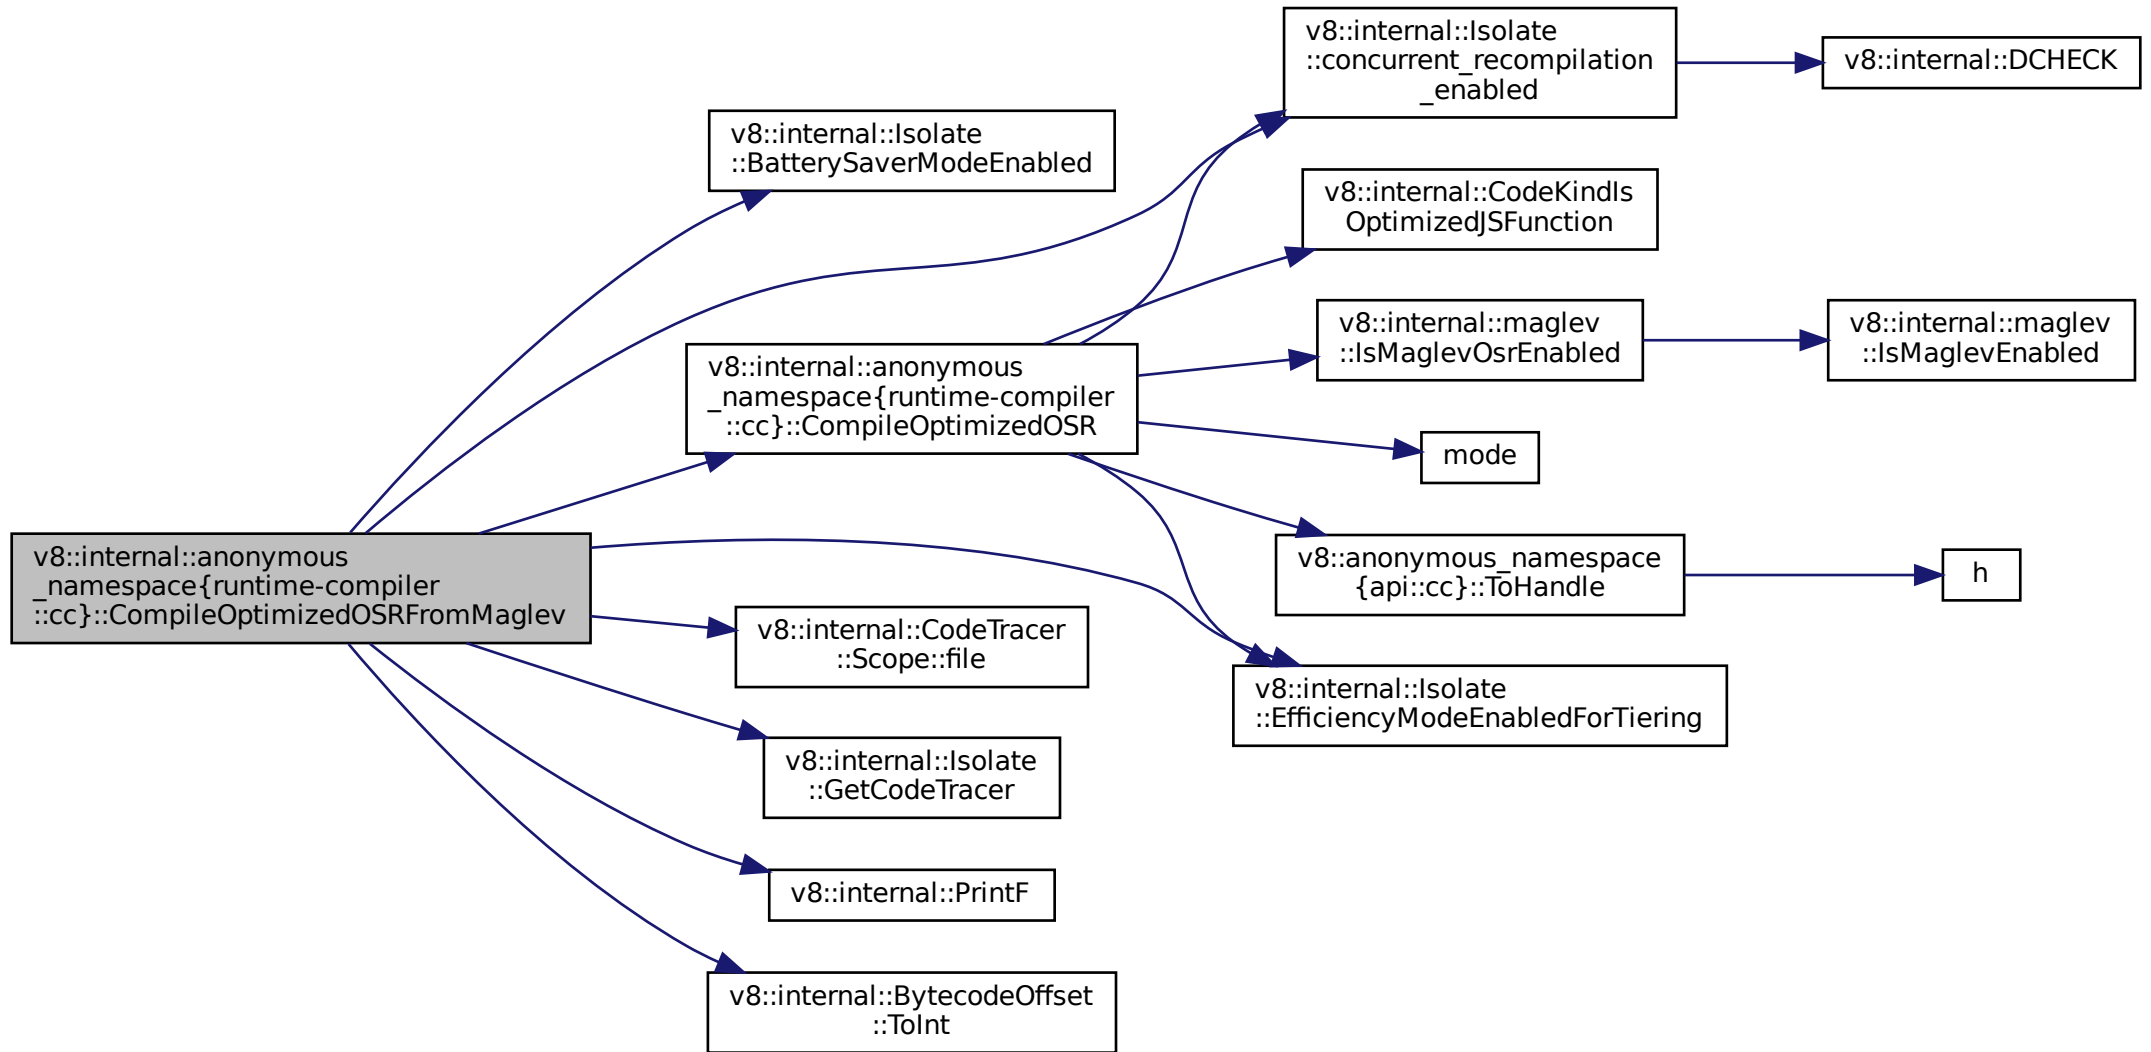 v8::internal::anonymous
_namespace{runtime-compiler
::cc}::CompileOptimizedOSRFromMaglev
v8::internal::Isolate
::BatterySaverModeEnabled
v8::internal::anonymous
_namespace{runtime-compiler
::cc}::CompileOptimizedOSR
v8::internal::CodeTracer
::Scope::file
v8::internal::Isolate
::GetCodeTracer
v8::internal::PrintF
v8::internal::BytecodeOffset
::ToInt
v8::internal::Isolate
::concurrent_recompilation
_enabled
v8::internal::CodeKindIs
OptimizedJSFunction
v8::internal::maglev
::IsMaglevOsrEnabled
mode
v8::anonymous_namespace
{api::cc}::ToHandle
v8::internal::Isolate
::EfficiencyModeEnabledForTiering
v8::internal::DCHECK
v8::internal::maglev
::IsMaglevEnabled
h